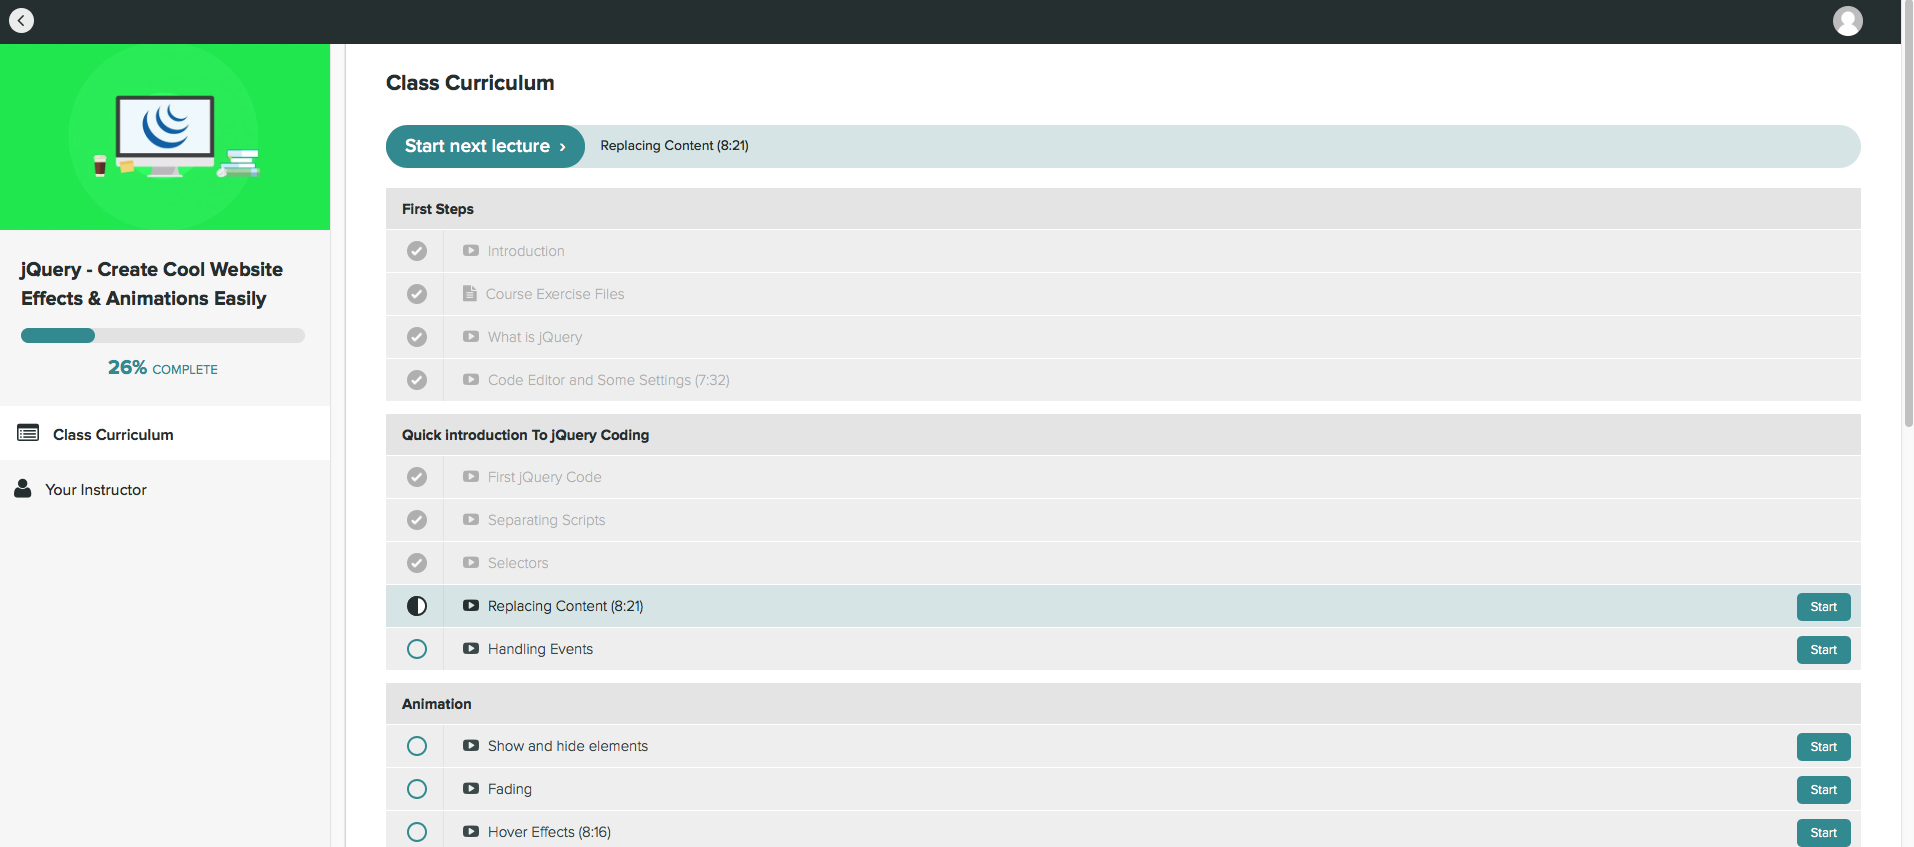 jQuery - Create Cool Website
Effects & Animations Easily
26% COMPLETE
Class Curriculum
Your Instructor
Class Curriculum
Start next lecture ›
Replacing Content (8:21)
First Steps
Introduction
Course Exercise Files
What is jQuery
Code Editor and Some Settings (7:32)
Quick introduction To jQuery Coding
First jQuery Code
Separating Scripts
Selectors
Replacing Content (8:21)
Start
Handling Events
Start
Animation
Show and hide elements
Start
Fading
Start
Hover Effects (8:16)
Start